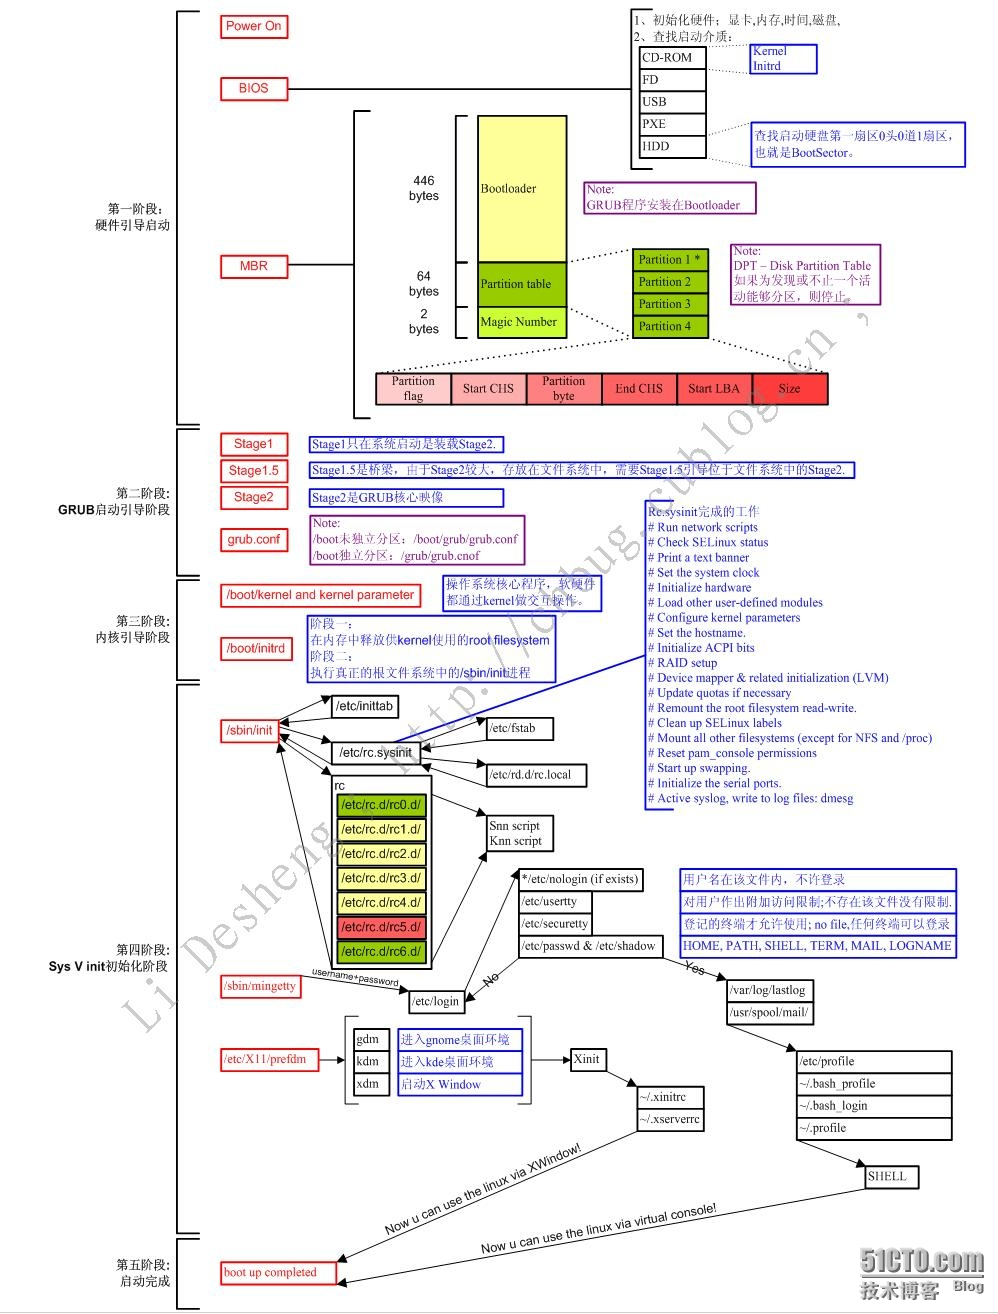 Power On
1、初始化硬件；显卡,内存,时间,磁盘,
2、查找启动介质：
CD-ROM
FD
USB
PXE
HDD
Kernel
Initrd
BIOS
查找启动硬盘第一扇区0头0道1扇区，
也就是BootSector。
第一阶段：
硬件引导启动
MBR
446
bytes
64
bytes
2
bytes
Bootloader
Partition table
Magic Number
Note:
GRUB程序安装在Bootloader
Partition 1 *
Partition 2
Partition 3
Partition 4
Note:
DPT – Disk Partition Table
如果为发现或不止一个活
动能够分区，则停止。
Partition
flag
Start CHS
Partition
byte
End CHS
Start LBA
Size
第二阶段:
GRUB启动引导阶段
Stage1
Stage1只在系统启动是装载Stage2.
Stage1.5
Stage1.5是桥梁，由于Stage2较大，存放在文件系统中，需要Stage1.5引导位于文件系统中的Stage2.
Stage2
Stage2是GRUB核心映像
grub.conf
Note:
/boot未独立分区：/boot/grub/grub.conf
/boot独立分区：/grub/grub.cnof
第三阶段:
内核引导阶段
/boot/kernel and kernel parameter
操作系统核心程序，软硬件
都通过kernel做交互操作。
/boot/initrd
阶段一：
在内存中释放供kernel使用的root filesystem
阶段二：
执行真正的根文件系统中的/sbin/init进程
Re.sysinit完成的工作
# Run network scripts
# Check SELinux status
# Print a text banner
# Set the system clock
# Initialize hardware
# Load other user-defined modules
# Configure kernel parameters
# Set the hostname.
# Initialize ACPI bits
# RAID setup
# Device mapper & related initialization (LVM)
# Update quotas if necessary
# Remount the root filesystem read-write.
# Clean up SELinux labels
# Mount all other filesystems (except for NFS and /proc)
# Reset pam_console permissions
# Start up swapping.
# Initialize the serial ports.
# Active syslog, write to log files: dmesg
第四阶段:
Sys V init初始化阶段
/sbin/init
/etc/inittab
/etc/rc.sysinit
/etc/fstab
/etc/rd.d/rc.local
rc
/etc/rc.d/rc0.d/
/etc/rc.d/rc1.d/
/etc/rc.d/rc2.d/
/etc/rc.d/rc3.d/
/etc/rc.d/rc4.d/
/etc/rc.d/rc5.d/
/etc/rc.d/rc6.d/
Snn script
Knn script
*/etc/nologin (if exists)
/etc/usertty
/etc/securetty
/etc/passwd & /etc/shadow
用户名在该文件内，不许登录
对用户作出附加访问限制;不存在该文件没有限制.
登记的终端才允许使用; no file,任何终端可以登录
HOME, PATH, SHELL, TERM, MAIL, LOGNAME
/sbin/mingetty
username+password
/etc/login
No
Yes
/var/log/lastlog
/usr/spool/mail/
/etc/profile
~/.bash_profile
~/.bash_login
~/.profile
SHELL
/etc/X11/prefdm
gdm
进入gnome桌面环境
kdm
进入kde桌面环境
xdm
启动X Window
Xinit
~/.xinitrc
~/.xserverrc
Now u can use the linux via XWindow!
Now u can use the linux via virtual console!
第五阶段:
启动完成
boot up completed
Li Desheng , http://chbug.cublog.cn ,
51CTO.com
技术博客 Blog